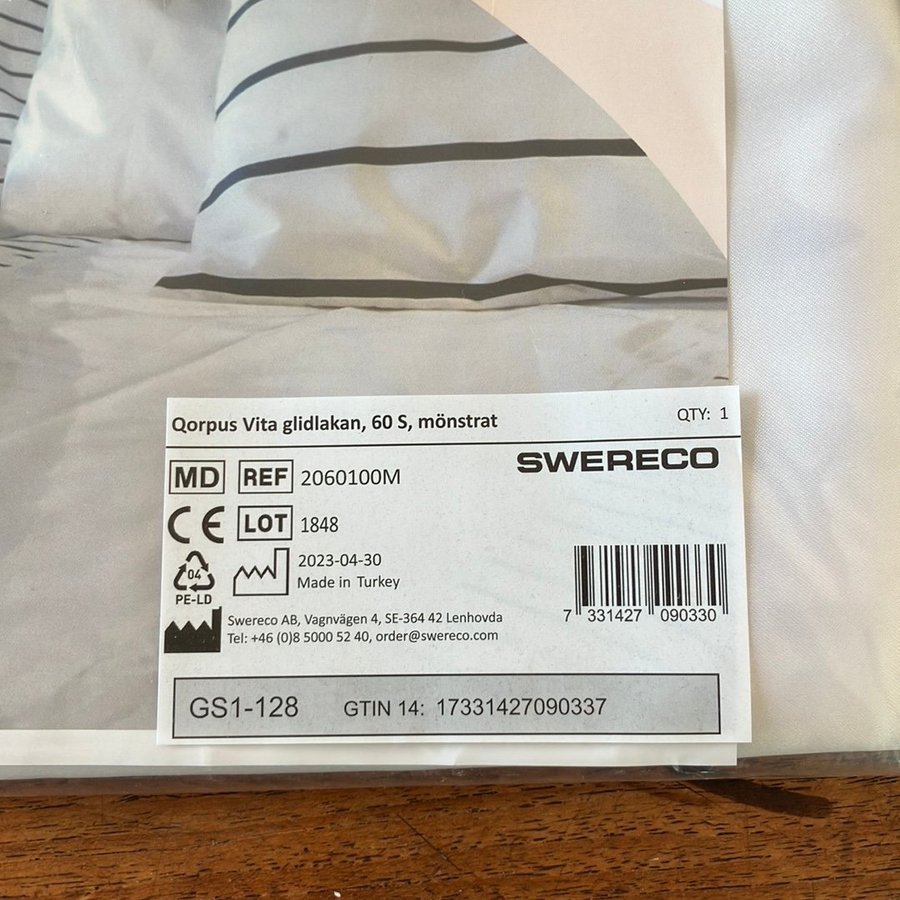 Qorpus Vita glidlakan, 60 S, mönstrat QTY: 1
SWERECO
MD REF 2060100M
CE LOT 1848
04
PE-LD
2023-04-30
Made in Turkey
7 331427 090330
Swereco AB, Vagnvägen 4, SE-364 42 Lenhovda
Tel: +46 (0)8 5000 52 40, order@swereco.com
GS1-128 GTIN 14: 17331427090337